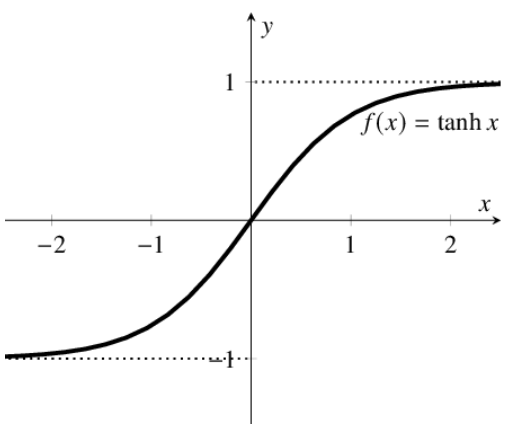 y
1
f(x) = tanh x
x
−2 −1 1 2
−1